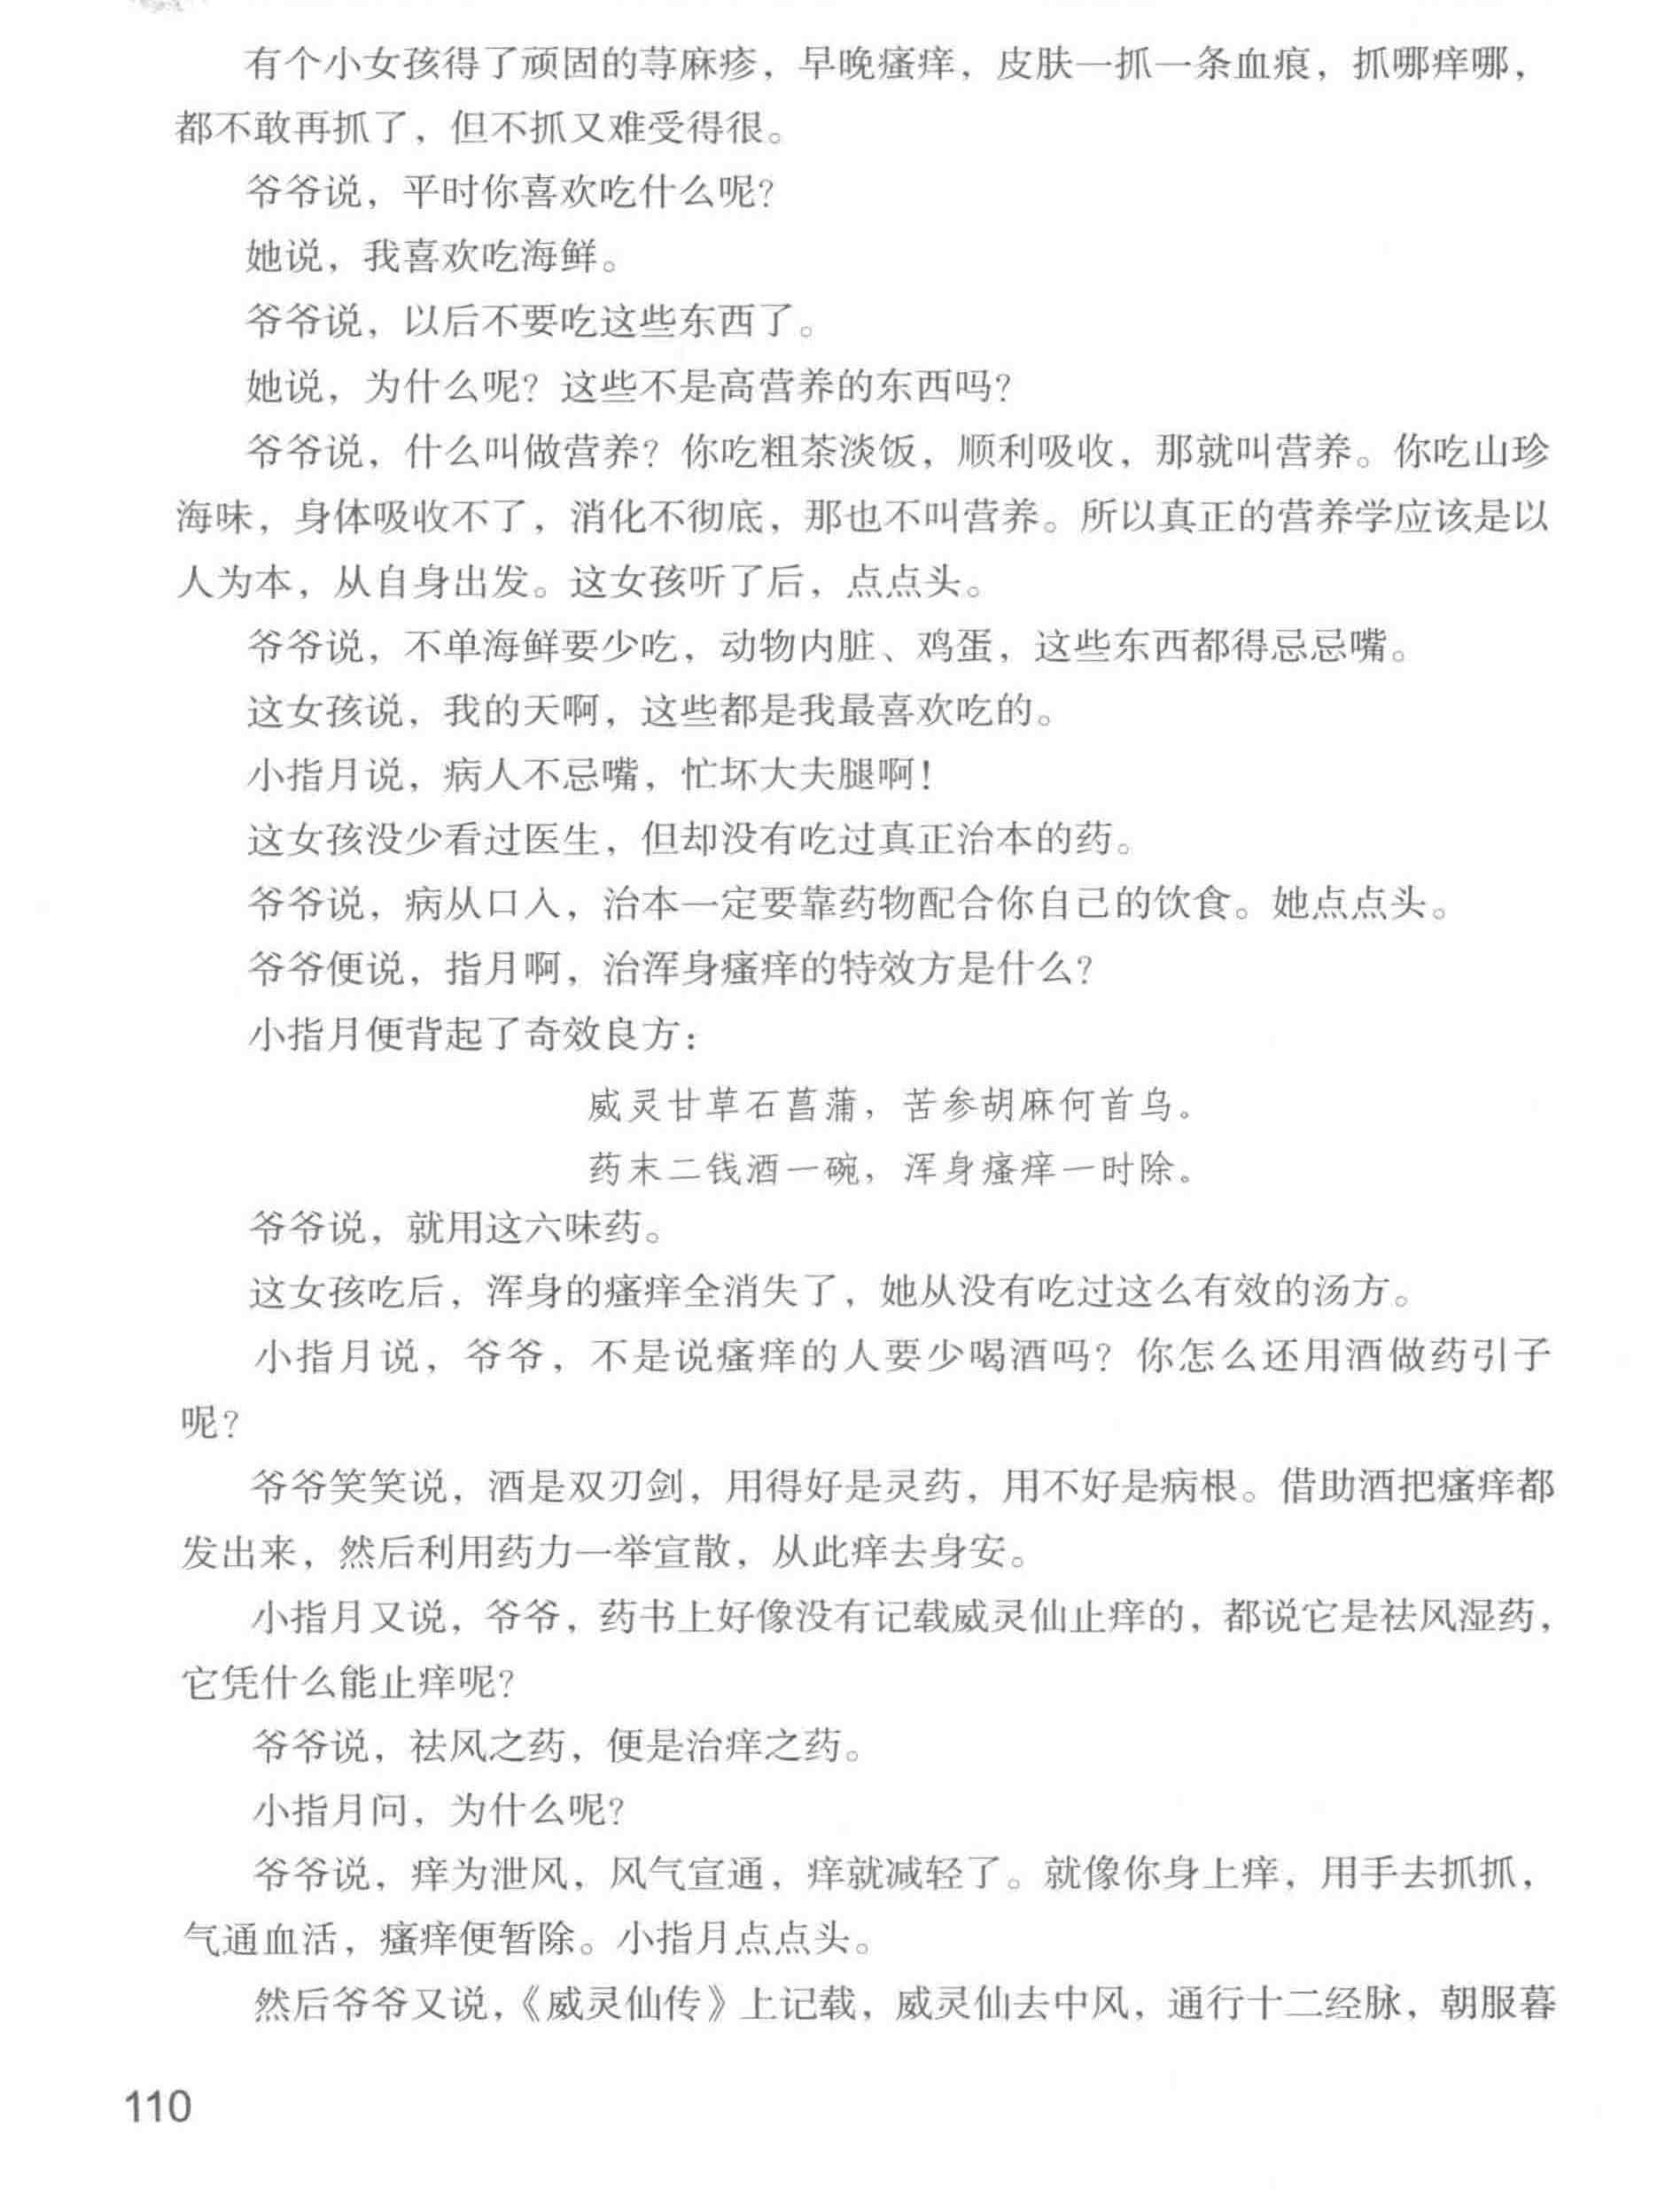 有个小女孩得了顽固的荨麻疹，早晚瘙痒，皮肤一抓一条血痕，抓哪痒哪，
都不敢再抓了，但不抓又难受得很。
爷爷说，平时你喜欢吃什么呢？
她说，我喜欢吃海鲜。
爷爷说，以后不要吃这些东西了。
她说，为什么呢？这些不是高营养的东西吗？
爷爷说，什么叫做营养？你吃粗茶淡饭，顺利吸收，那就叫营养。你吃山珍
海味，身体吸收不了，消化不彻底，那也不叫营养。所以真正的营养学应该是以
人为本，从自身出发。这女孩听了后，点点头。
爷爷说，不单海鲜要少吃，动物内脏、鸡蛋，这些东西都得忌忌嘴。
这女孩说，我的天啊，这些都是我最喜欢吃的。
小指月说，病人不忌嘴，忙坏大夫腿啊！
这女孩没少看过医生，但却没有吃过真正治本的药。
爷爷说，病从口入，治本一定要靠药物配合你自己的饮食。她点点头。
爷爷便说，指月啊，治浑身瘙痒的特效方是什么？
小指月便背起了奇效良方：
威灵甘草石菖蒲，苦参胡麻何首乌。
药末二钱酒一碗，浑身瘙痒一时除。
爷爷说，就用这六味药。
这女孩吃后，浑身的瘙痒全消失了，她从没有吃过这么有效的汤方。
小指月说，爷爷，不是说瘙痒的人要少喝酒吗？你怎么还用酒做药引子
呢？
爷爷笑笑说，酒是双刃剑，用得好是灵药，用不好是病根。借助酒把瘙痒都
发出来，然后利用药力一举宣散，从此痒去身安。
小指月又说，爷爷，药书上好像没有记载威灵仙止痒的，都说它是祛风湿药，
它凭什么能止痒呢？
爷爷说，祛风之药，便是治痒之药。
小指月问，为什么呢？
爷爷说，痒为泄风，风气宣通，痒就减轻了。就像你身上痒，用手去抓抓，
气通血活，瘙痒便暂除。小指月点点头。
然后爷爷又说，《威灵仙传》上记载，威灵仙去中风，通行十二经脉，朝服暮
110